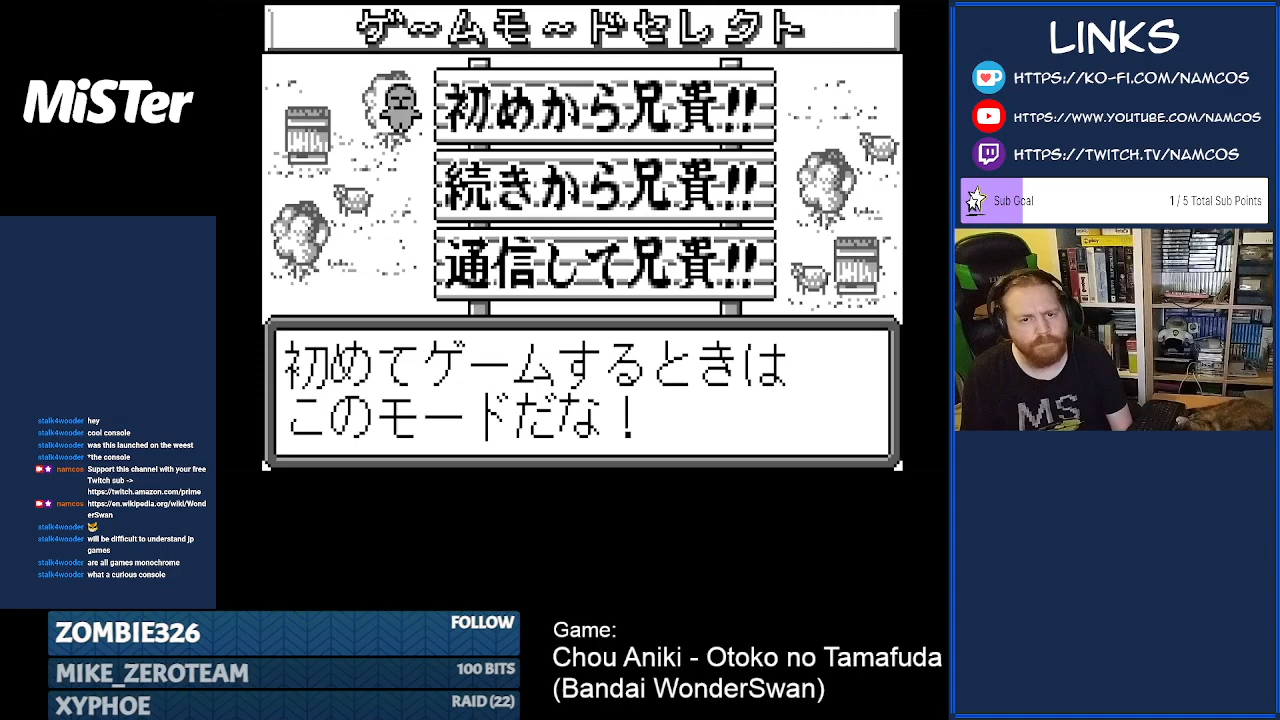 ゲームモードセレクト
初めから兄貴!!
続きから兄貴!!
通信して兄貴!!
初めてゲームするときは
このモードだな！
MiSTer
LINKS
HTTPS://KO-FI.COM/NAMCOS
HTTPS://WWW.YOUTUBE.COM/NAMCOS
HTTPS://TWITCH.TV/NAMCOS
Sub Goal
1 / 5 Total Sub Points
MS
stalk4wooder hey
stalk4wooder cool console
stalk4wooder was this launched on the weest
stalk4wooder *the console
namcos Support this channel with your free
Twitch sub ->
https://twitch.amazon.com/prime
namcos https://en.wikipedia.org/wiki/Wond
erSwan
stalk4wooder
stalk4wooder will be difficult to understand jp
games
stalk4wooder are all games monochrome
stalk4wooder what a curious console
ZOMBIE326 FOLLOW
MIKE_ZEROTEAM 100 BITS
XYPHOE RAID (22)
Game:
Chou Aniki - Otoko no Tamafuda
(Bandai WonderSwan)